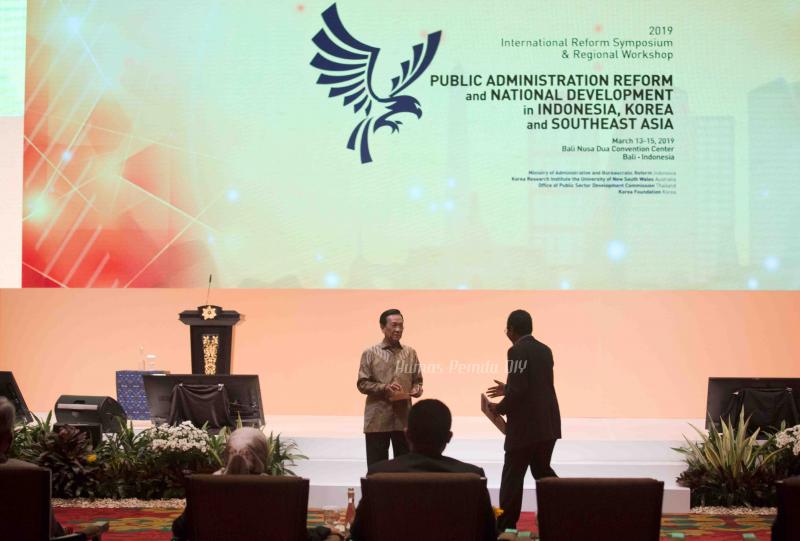 2019
International Reform Symposium
& Regional Workshop
PUBLIC ADMINISTRATION REFORM
and NATIONAL DEVELOPMENT
in INDONESIA, KOREA
and SOUTHEAST ASIA
March 13-15, 2019
Bali Nusa Dua Convention Center
Bali - Indonesia
Ministry of Administrative and Bureaucratic Reform Indonesia
Korea Research Institute the University of New South Wales Australia
Office of Public Sector Development Commission Thailand
Korea Foundation Korea
Humas Pemda DIY